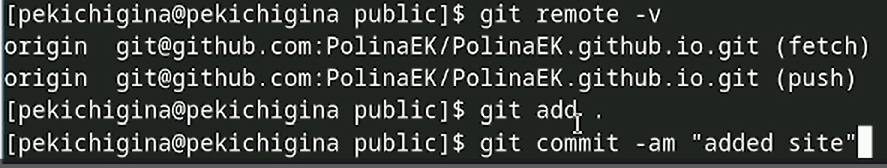 [pekichigina@pekichigina public]$ git remote -v
origin  git@github.com:PolinaEK/PolinaEK.github.io.git (fetch)
origin  git@github.com:PolinaEK/PolinaEK.github.io.git (push)
[pekichigina@pekichigina public]$ git add .
[pekichigina@pekichigina public]$ git commit -am "added site"